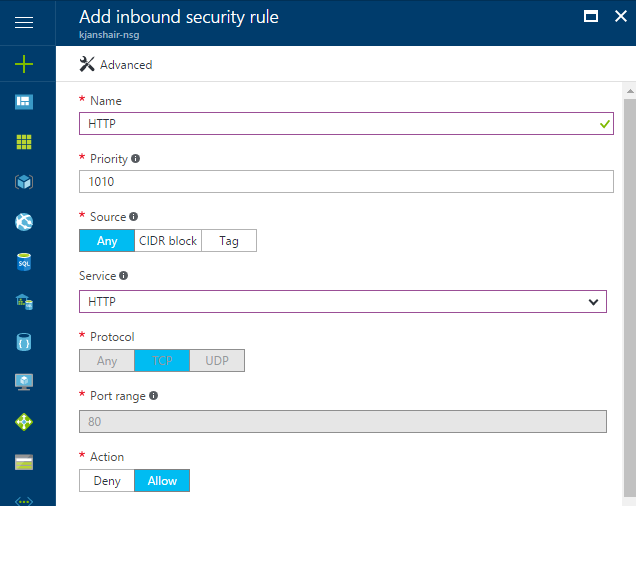 Add inbound security rule
kjanshair-nsg
Advanced
* Name
HTTP
* Priority
1010
* Source
Any CIDR block Tag
Service
HTTP
* Protocol
Any TCP UDP
* Port range
80
* Action
Deny Allow
SQL